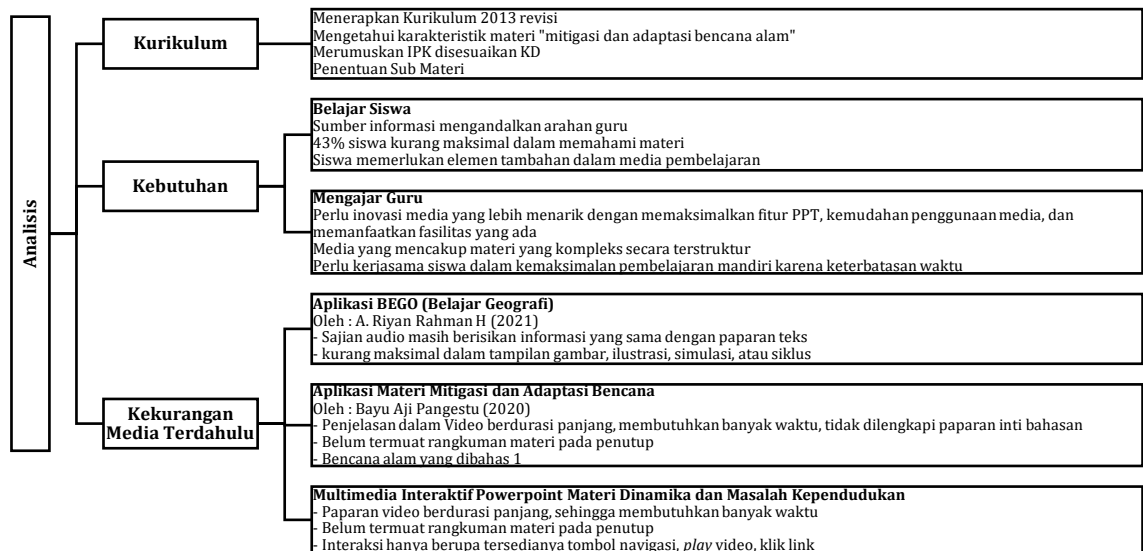 Analisis
Kurikulum
Menerapkan Kurikulum 2013 revisi
Mengetahui karakteristik materi "mitigasi dan adaptasi bencana alam"
Merumuskan IPK disesuaikan KD
Penentuan Sub Materi
Kebutuhan
Belajar Siswa
Sumber informasi mengandalkan arahan guru
43% siswa kurang maksimal dalam memahami materi
Siswa memerlukan elemen tambahan dalam media pembelajaran
Mengajar Guru
Perlu inovasi media yang lebih menarik dengan memaksimalkan fitur PPT, kemudahan penggunaan media, dan
memanfaatkan fasilitas yang ada
Media yang mencakup materi yang kompleks secara terstruktur
Perlu kerjasama siswa dalam kemaksimalan pembelajaran mandiri karena keterbatasan waktu
Kekurangan
Media Terdahulu
Aplikasi BEGO (Belajar Geografi)
Oleh : A. Riyan Rahman H (2021)
- Sajian audio masih berisikan informasi yang sama dengan paparan teks
- kurang maksimal dalam tampilan gambar, ilustrasi, simulasi, atau siklus
Aplikasi Materi Mitigasi dan Adaptasi Bencana
Oleh : Bayu Aji Pangestu (2020)
- Penjelasan dalam Video berdurasi panjang, membutuhkan banyak waktu, tidak dilengkapi paparan inti bahasan
- Belum termuat rangkuman materi pada penutup
- Bencana alam yang dibahas 1
Multimedia Interaktif Powerpoint Materi Dinamika dan Masalah Kependudukan
- Paparan video berdurasi panjang, sehingga membutuhkan banyak waktu
- Belum termuat rangkuman materi pada penutup
- Interaksi hanya berupa tersedianya tombol navigasi, play video, klik link